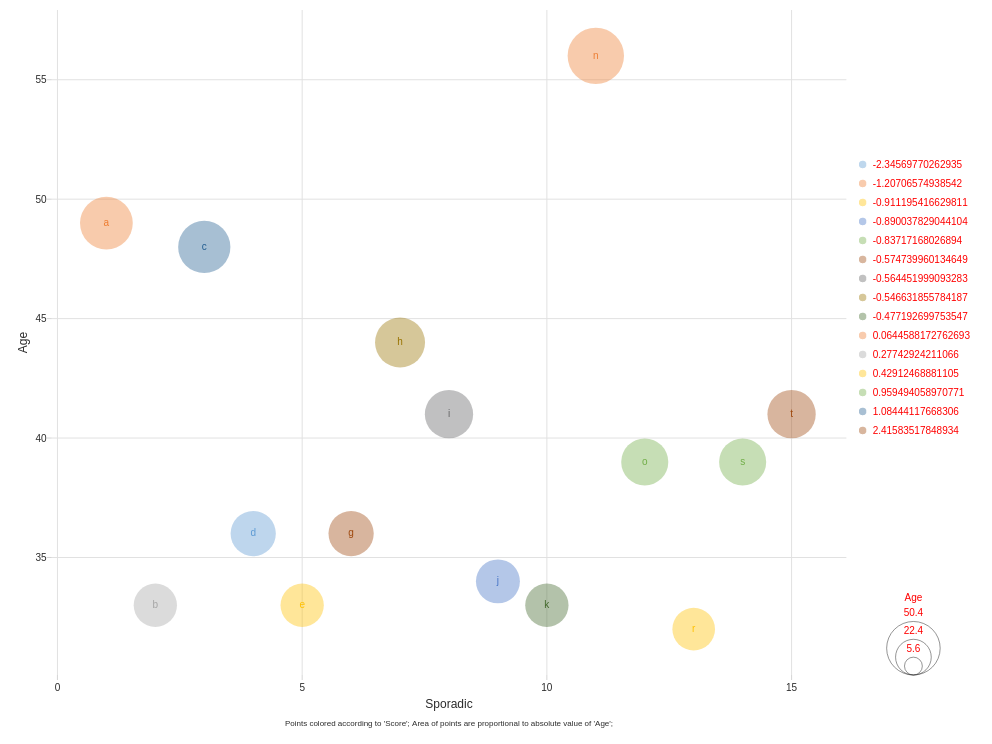 n
55
50
a
c
45
h
i
t
40
o
s
d
g
35
j
b
e
k
r
0
5
10
15
Age
Sporadic
Points colored according to 'Score'; Area of points are proportional to absolute value of 'Age';
-2.34569770262935
-1.20706574938542
-0.911195416629811
-0.890037829044104
-0.83717168026894
-0.574739960134649
-0.564451999093283
-0.546631855784187
-0.477192699753547
0.0644588172762693
0.27742924211066
0.42912468881105
0.959494058970771
1.08444117668306
2.41583517848934
Age
50.4
22.4
5.6